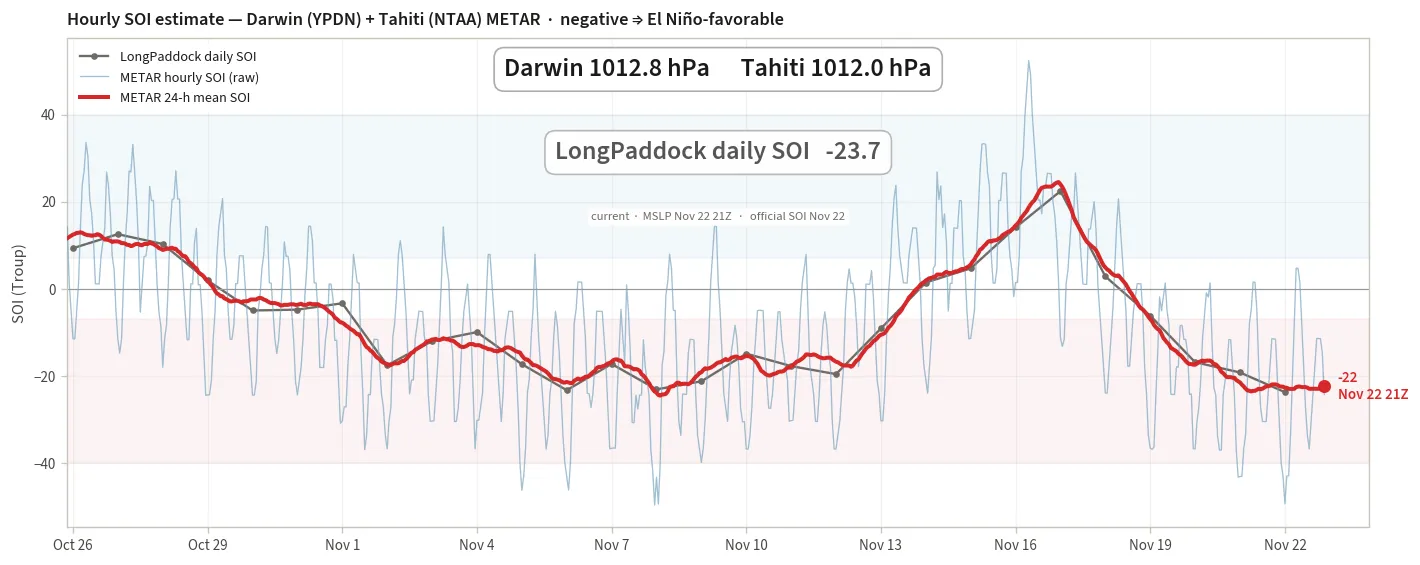 Hourly SOI estimate — Darwin (YPDN) + Tahiti (NTAA) METAR · negative ⇒ El Niño-favorable
LongPaddock daily SOI
METAR hourly SOI (raw)
METAR 24-h mean SOI
Darwin 1012.8 hPa Tahiti 1012.0 hPa
LongPaddock daily SOI -23.7
current · MSLP Nov 22 21Z · official SOI Nov 22
SOI (Troup)
40
20
0
−20
−40
-22
Nov 22 21Z
Oct 26 Oct 29 Nov 1 Nov 4 Nov 7 Nov 10 Nov 13 Nov 16 Nov 19 Nov 22